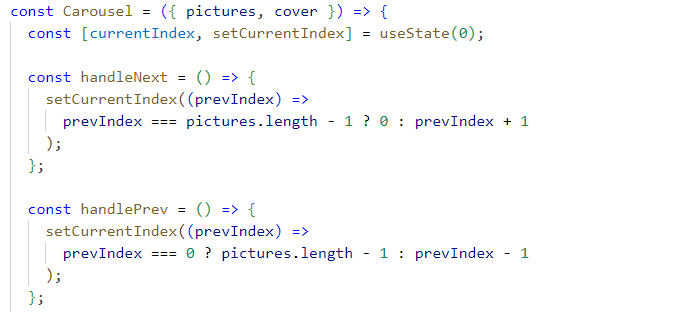 const Carousel = ({ pictures, cover }) => {
const [currentIndex, setCurrentIndex] = useState(0);
const handleNext = () => {
setCurrentIndex((prevIndex) =>
prevIndex === pictures.length - 1 ? 0 : prevIndex + 1
);
};
const handlePrev = () => {
setCurrentIndex((prevIndex) =>
prevIndex === 0 ? pictures.length - 1 : prevIndex - 1
);
};